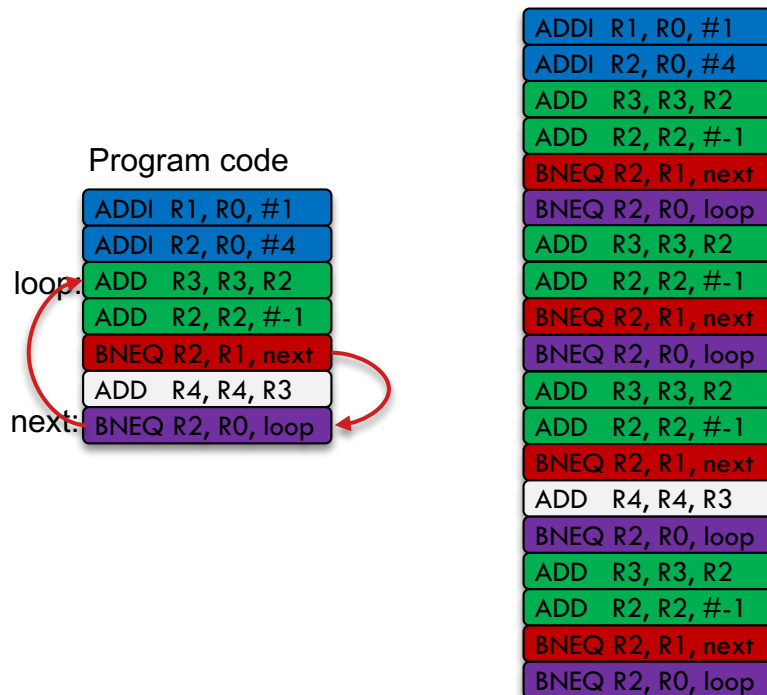 Program code
ADDI R1, R0, #1
ADDI R2, R0, #4
loop: ADD R3, R3, R2
ADD R2, R2, #-1
BNEQ R2, R1, next
ADD R4, R4, R3
next: BNEQ R2, R0, loop
ADDI R1, R0, #1
ADDI R2, R0, #4
ADD R3, R3, R2
ADD R2, R2, #-1
BNEQ R2, R1, next
BNEQ R2, R0, loop
ADD R3, R3, R2
ADD R2, R2, #-1
BNEQ R2, R1, next
BNEQ R2, R0, loop
ADD R3, R3, R2
ADD R2, R2, #-1
BNEQ R2, R1, next
ADD R4, R4, R3
BNEQ R2, R0, loop
ADD R3, R3, R2
ADD R2, R2, #-1
BNEQ R2, R1, next
BNEQ R2, R0, loop